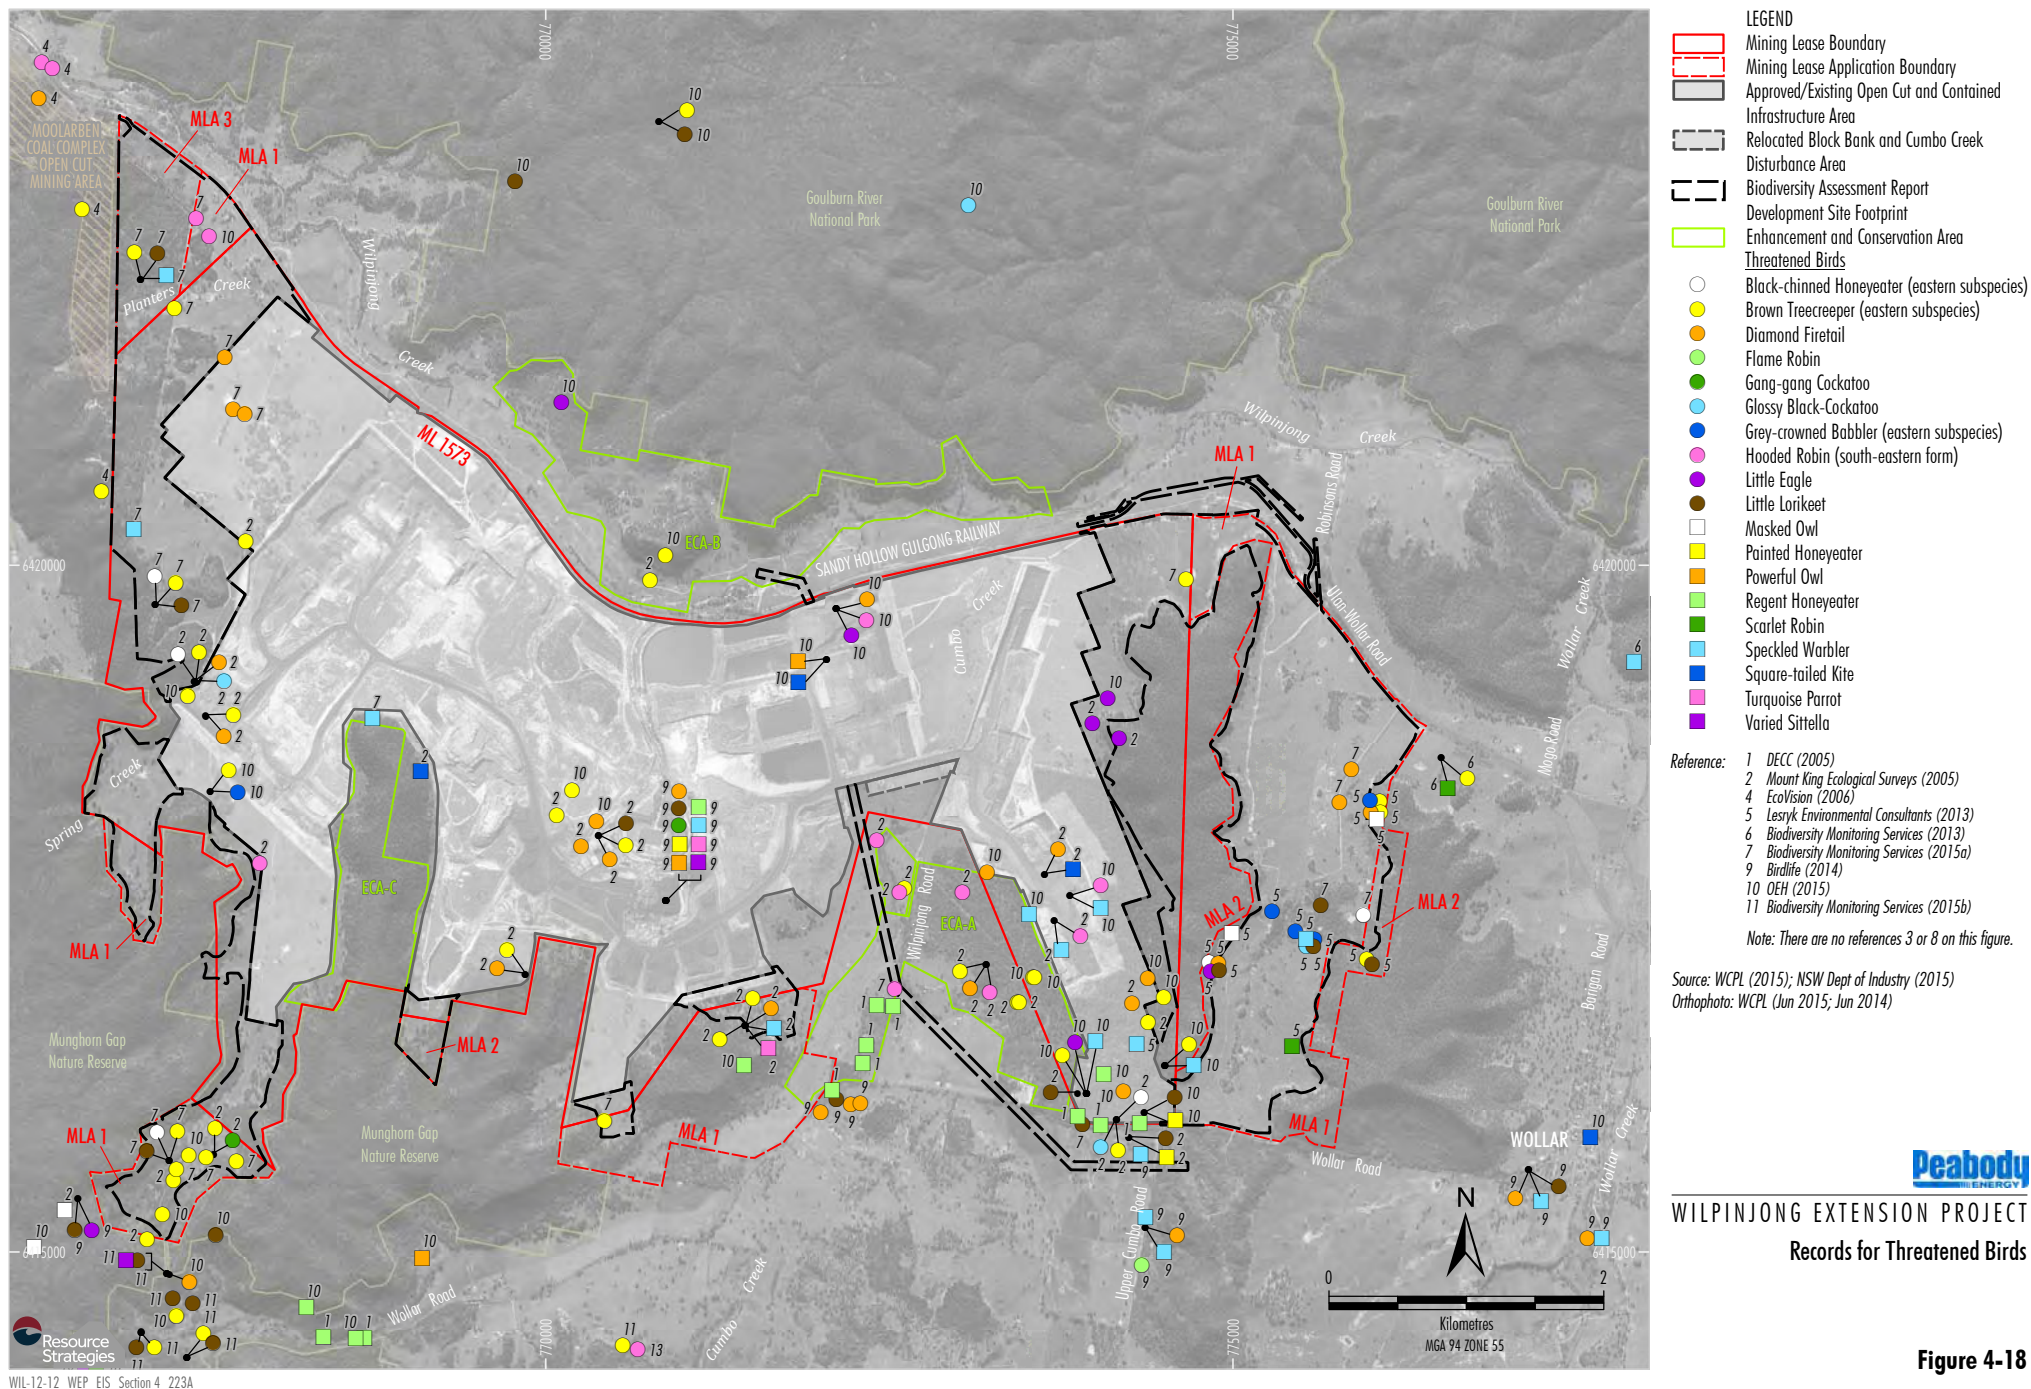 LEGEND
Mining Lease Boundary
Mining Lease Application Boundary
Approved/Existing Open Cut and Contained
Infrastructure Area
Relocated Block Bank and Cumbo Creek
Disturbance Area
Biodiversity Assessment Report
Development Site Footprint
Enhancement and Conservation Area
Threatened Birds
Black-chinned Honeyeater (eastern subspecies)
Brown Treecreeper (eastern subspecies)
Diamond Firetail
Flame Robin
Gang-gang Cockatoo
Glossy Black-Cockatoo
Grey-crowned Babbler (eastern subspecies)
Hooded Robin (south-eastern form)
Little Eagle
Little Lorikeet
Masked Owl
Painted Honeyeater
Powerful Owl
Regent Honeyeater
Scarlet Robin
Speckled Warbler
Square-tailed Kite
Turquoise Parrot
Varied Sittella
Reference: 1 DECC (2005)
2 Mount King Ecological Surveys (2005)
4 EcoVision (2006)
5 Lesryk Environmental Consultants (2013)
6 Biodiversity Monitoring Services (2013)
7 Biodiversity Monitoring Services (2015a)
9 Birdlife (2014)
10 OEH (2015)
11 Biodiversity Monitoring Services (2015b)
Note: There are no references 3 or 8 on this figure.
Source: WCPL (2015); NSW Dept of Industry (2015)
Orthophoto: WCPL (Jun 2015; Jun 2014)
Peabody
ENERGY
WILPINJONG EXTENSION PROJECT
Records for Threatened Birds
Figure 4-18
770000
775000
MOOLARBEN
COAL COMPLEX
OPEN CUT
MINING AREA
MLA 3
MLA 1
Goulburn River
National Park
Goulburn River
National Park
Wilpinjong
Creek
Planters Creek
ML 1573
Wilpinjong Creek
MLA 1
Robinsons Road
ECA-B
SANDY HOLLOW GULGONG RAILWAY
6420000
6420000
Cumbo Creek
Ulan-Wollar Road
Wollar Creek
Mogo Road
Spring Creek
ECA-C
MLA 1
MLA 2
Wilpinjong Road
ECA-A
MLA 2
MLA 2
Barigan Road
Munghorn Gap
Nature Reserve
Munghorn Gap
Nature Reserve
MLA 1
MLA 1
MLA 1
Wollar Road
WOLLAR
Wollar Creek
Upper Cumbo Road
6415000
6415000
Wollar Road
Cumbo Creek
770000
775000
N
0 2
Kilometres
MGA 94 ZONE 55
Resource
Strategies
WIL-12-12 WEP EIS Section 4 223A